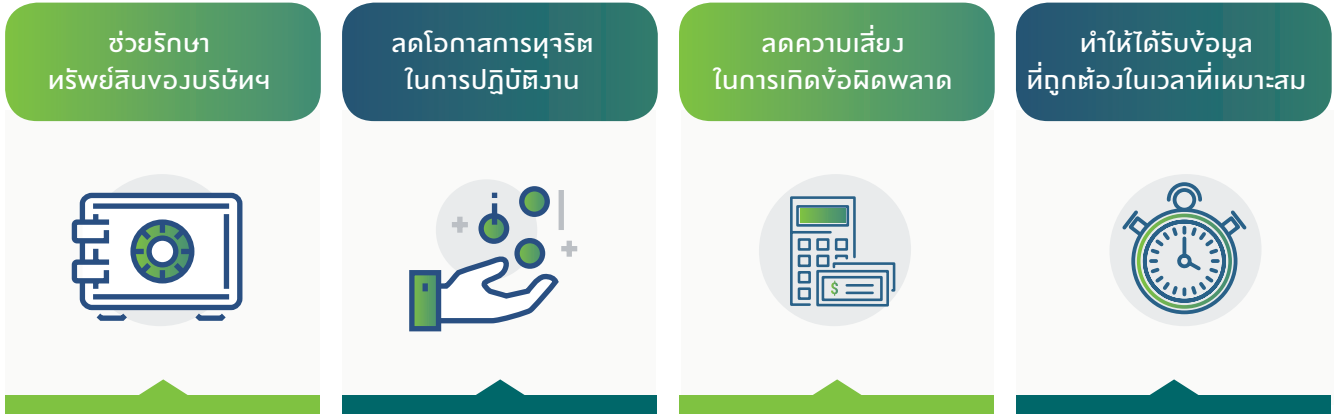 ช่วยรักษา
ทรัพย์สินของบริษัทฯ
ลดโอกาสการทุจริต
ในการปฏิบัติงาน
ลดความเสี่ยง
ในการเกิดข้อผิดพลาด
ทำให้ได้รับข้อมูล
ที่ถูกต้องในเวลาที่เหมาะสม
$